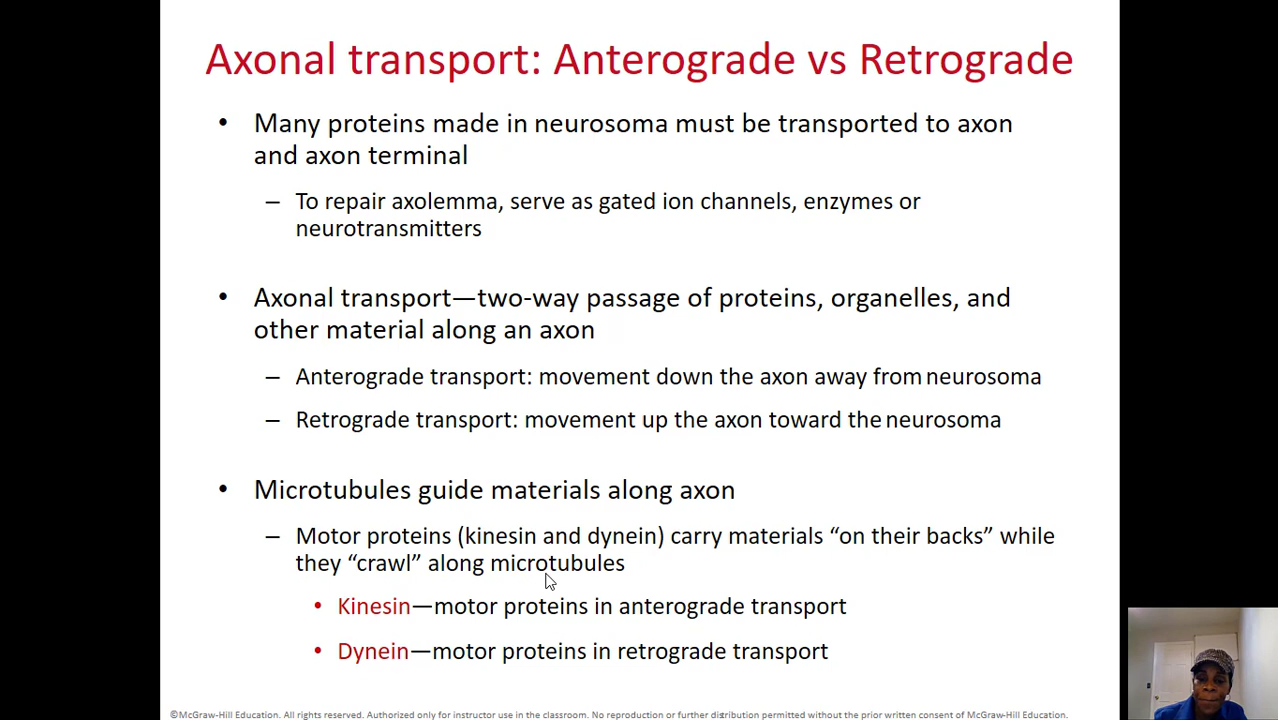 Axonal transport: Anterograde vs Retrograde
• Many proteins made in neurosoma must be transported to axon
and axon terminal
– To repair axolemma, serve as gated ion channels, enzymes or
neurotransmitters
• Axonal transport—two-way passage of proteins, organelles, and
other material along an axon
– Anterograde transport: movement down the axon away from neurosoma
– Retrograde transport: movement up the axon toward the neurosoma
• Microtubules guide materials along axon
– Motor proteins (kinesin and dynein) carry materials “on their backs” while
they “crawl” along microtubules
• Kinesin—motor proteins in anterograde transport
• Dynein—motor proteins in retrograde transport
©McGraw-Hill Education. All rights reserved. Authorized only for instructor use in the classroom. No reproduction or further distribution permitted without the prior written consent of McGraw-Hill Education.